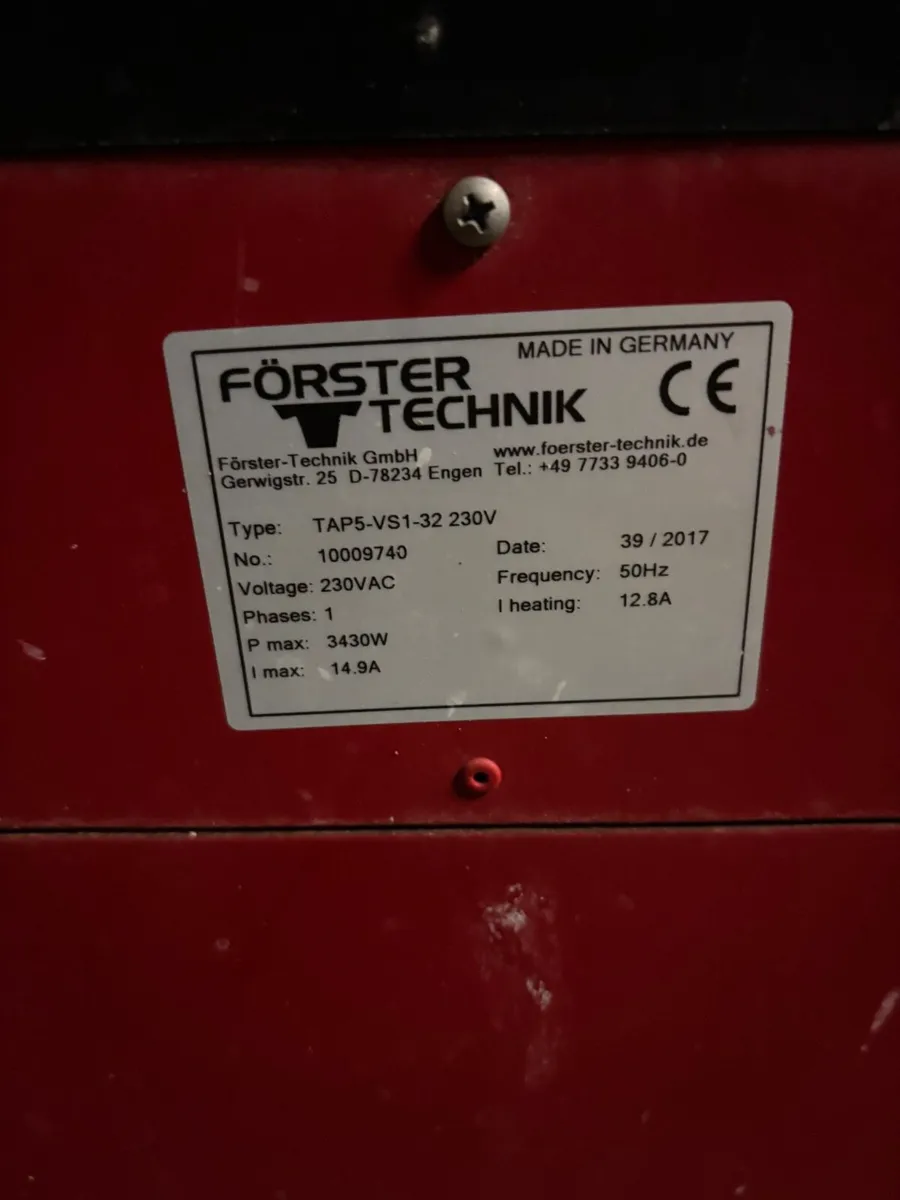 MADE IN GERMANY
FÖRSTER
TECHNIK
CE
Förster-Technik GmbH
Gerwigstr. 25 D-78234 Engen
www.foerster-technik.de
Tel.: +49 7733 9406-0
Type: TAP5-VS1-32 230V
No.: 10009740
Date: 39 / 2017
Voltage: 230VAC
Frequency: 50Hz
Phases: 1
I heating: 12.8A
P max: 3430W
I max: 14.9A